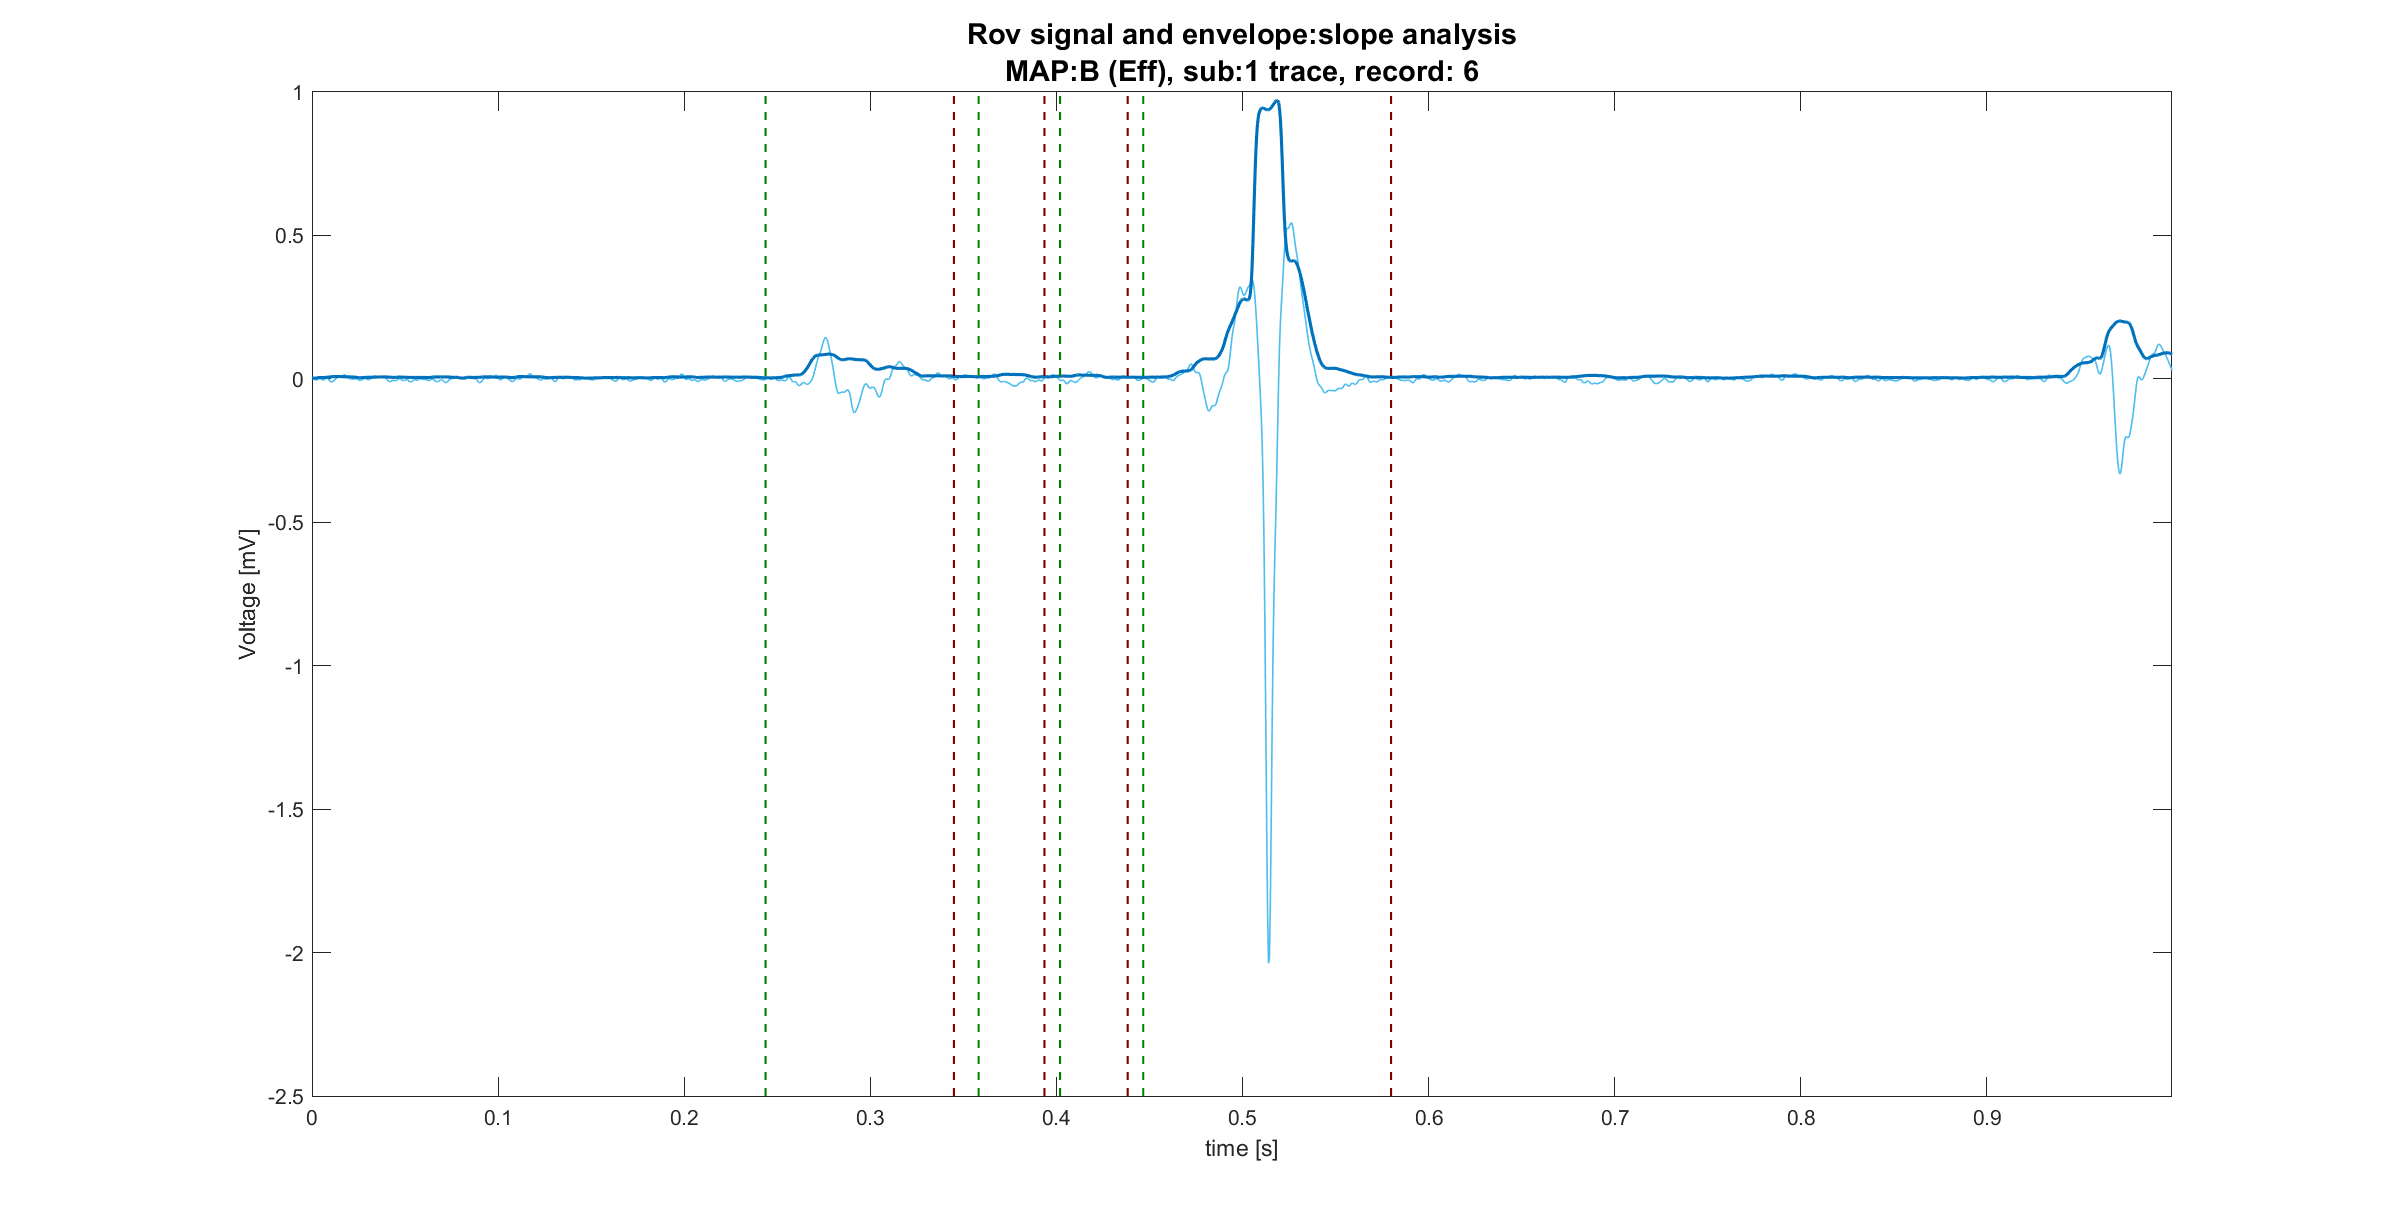 Rov signal and envelope:slope analysis
MAP:B (Eff), sub:1 trace, record: 6
1
0.5
0
-0.5
-1
-1.5
-2
-2.5
Voltage [mV]
0 0.1 0.2 0.3 0.4 0.5 0.6 0.7 0.8 0.9
time [s]